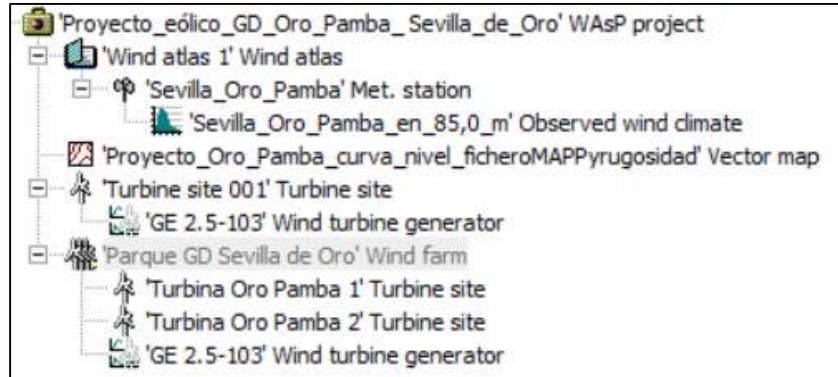 'Proyecto_eólico_GD_Oro_Pamba_ Sevilla_de_Oro' WAsP project
'Wind atlas 1' Wind atlas
'Sevilla_Oro_Pamba' Met. station
'Sevilla_Oro_Pamba_en_85,0_m' Observed wind climate
'Proyecto_Oro_Pamba_curva_nivel_ficheroMAPPyrugosidad' Vector map
'Turbine site 001' Turbine site
'GE 2.5-103' Wind turbine generator
'Parque GD Sevilla de Oro' Wind farm
'Turbina Oro Pamba 1' Turbine site
'Turbina Oro Pamba 2' Turbine site
'GE 2.5-103' Wind turbine generator